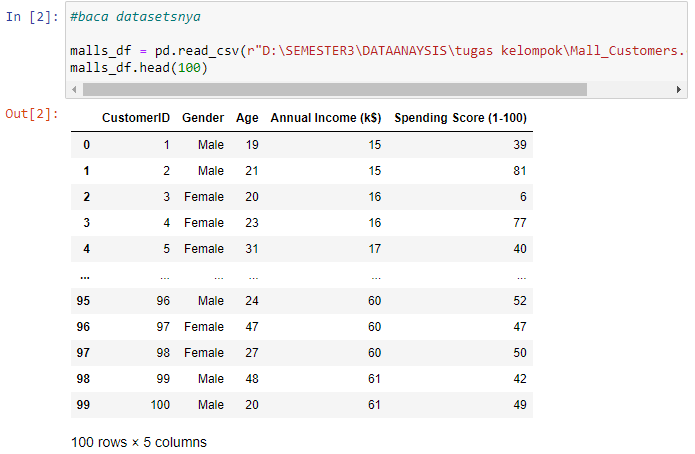 In [2]: #baca datasetsnya
malls_df = pd.read_csv(r"D:\SEMESTER3\DATAANAYSIS\tugas kelompok\Mall_Customers.
malls_df.head(100)
Out[2]:
CustomerID Gender Age Annual Income (k$) Spending Score (1-100)
0 1 Male 19 15 39
1 2 Male 21 15 81
2 3 Female 20 16 6
3 4 Female 23 16 77
4 5 Female 31 17 40
... ... ... ... ... ...
95 96 Male 24 60 52
96 97 Female 47 60 47
97 98 Female 27 60 50
98 99 Male 48 61 42
99 100 Male 20 61 49
100 rows × 5 columns